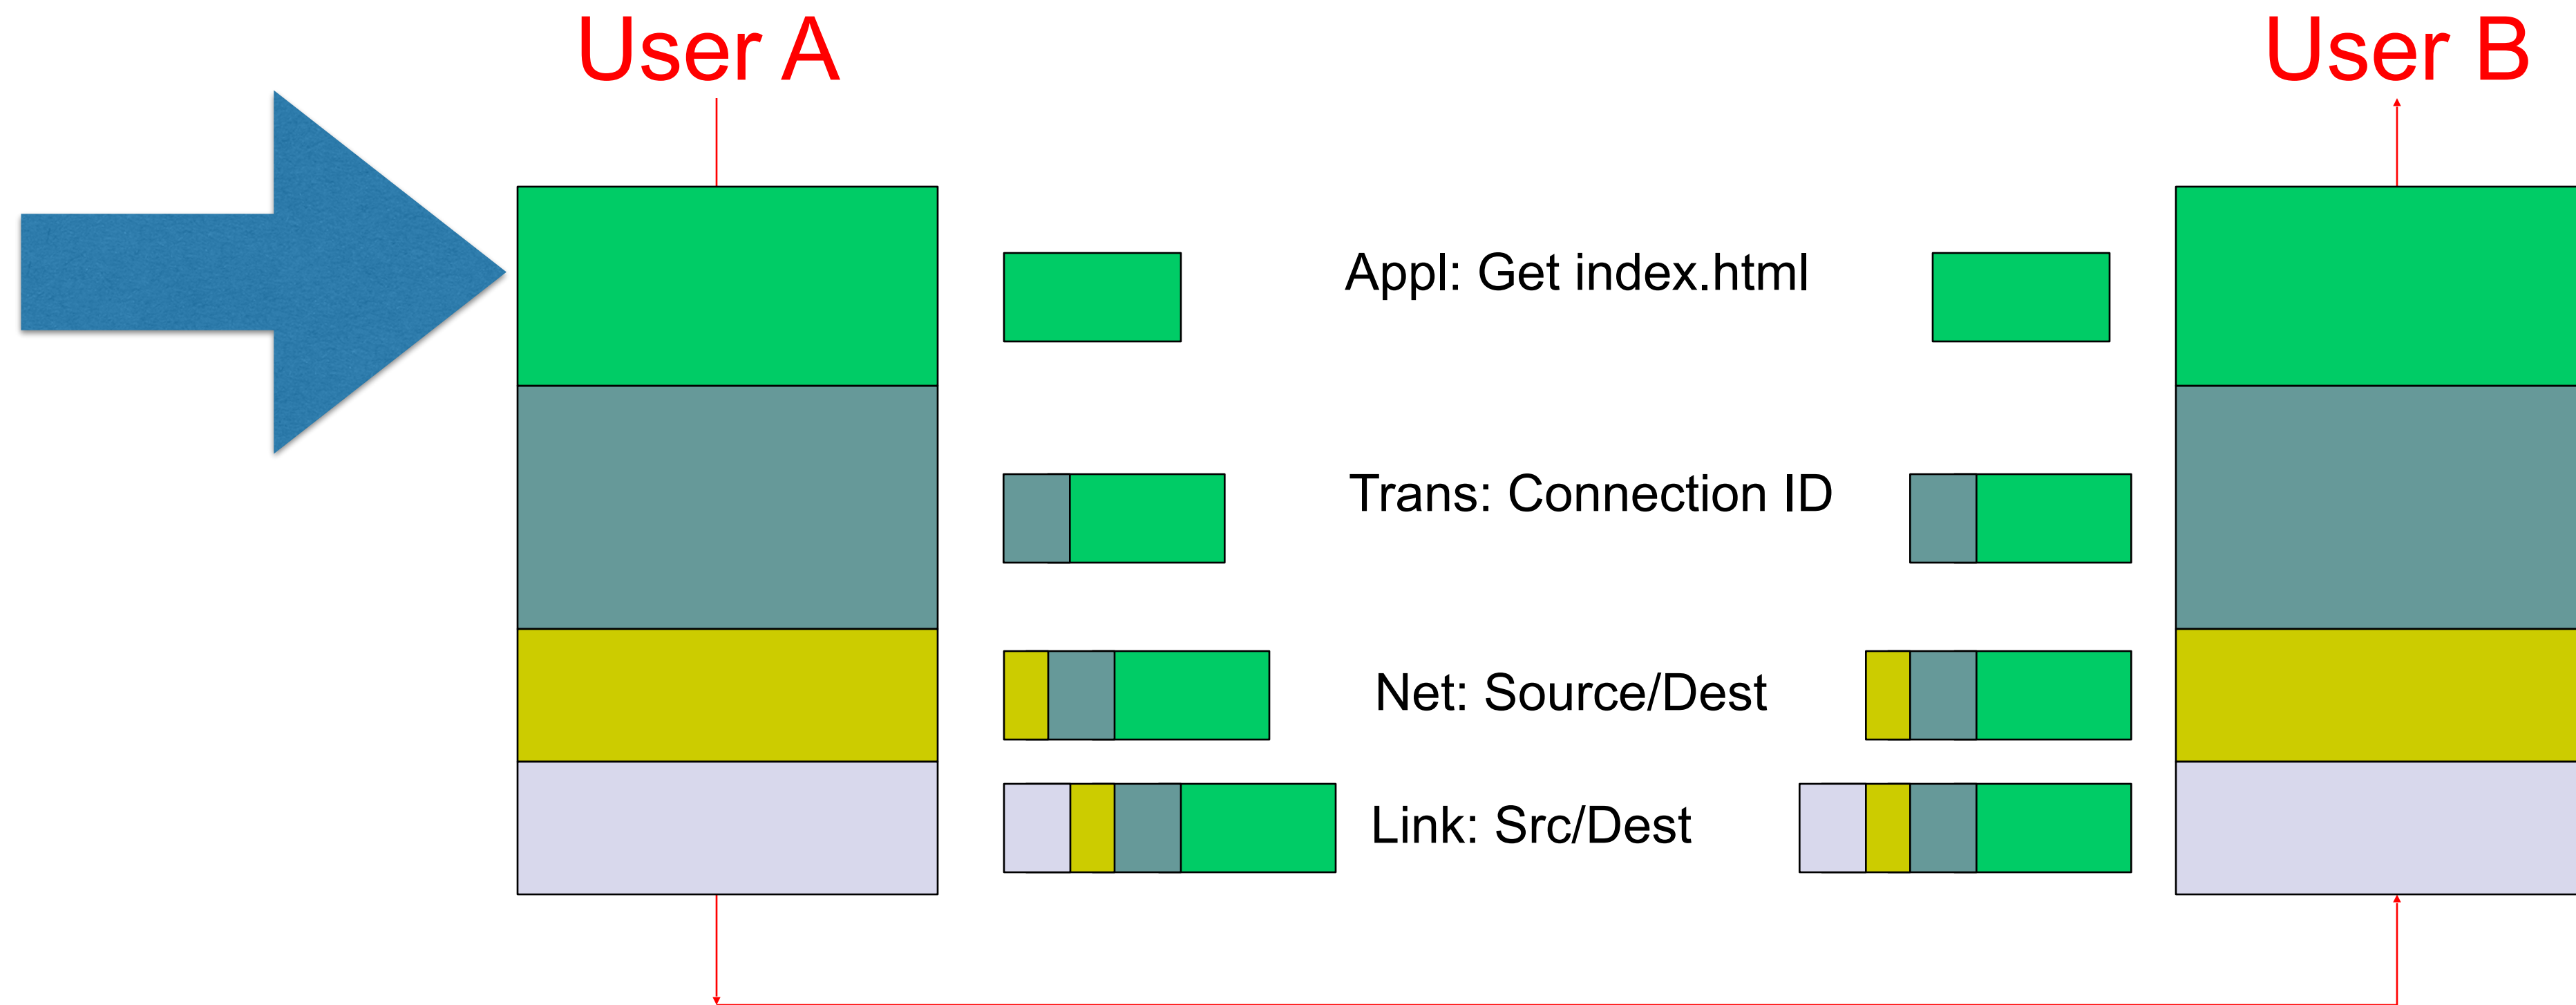 User A
User B
Appl: Get index.html
Trans: Connection ID
Net: Source/Dest
Link: Src/Dest